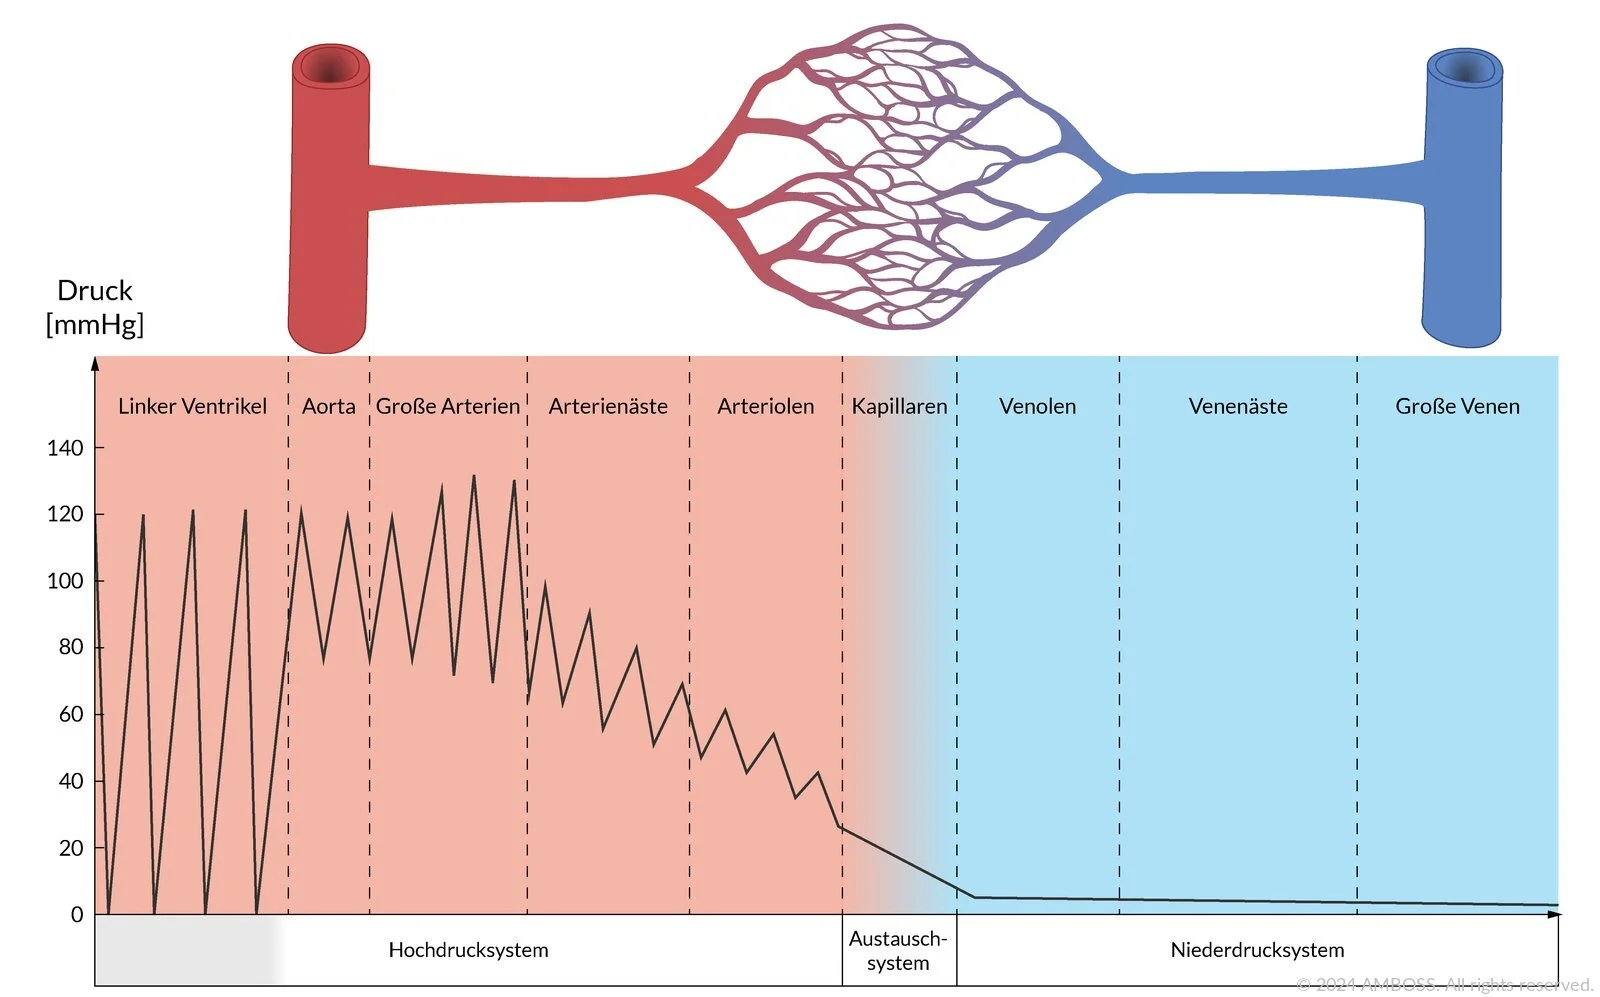 Druck
[mmHg]
Linker Ventrikel
Aorta
Große Arterien
Arterienäste
Arteriolen
Kapillaren
Venolen
Venenäste
Große Venen
140
120
100
80
60
40
20
0
Hochdrucksystem
Austausch-
system
Niederdrucksystem
© 2024 AMBOSS. All rights reserved.